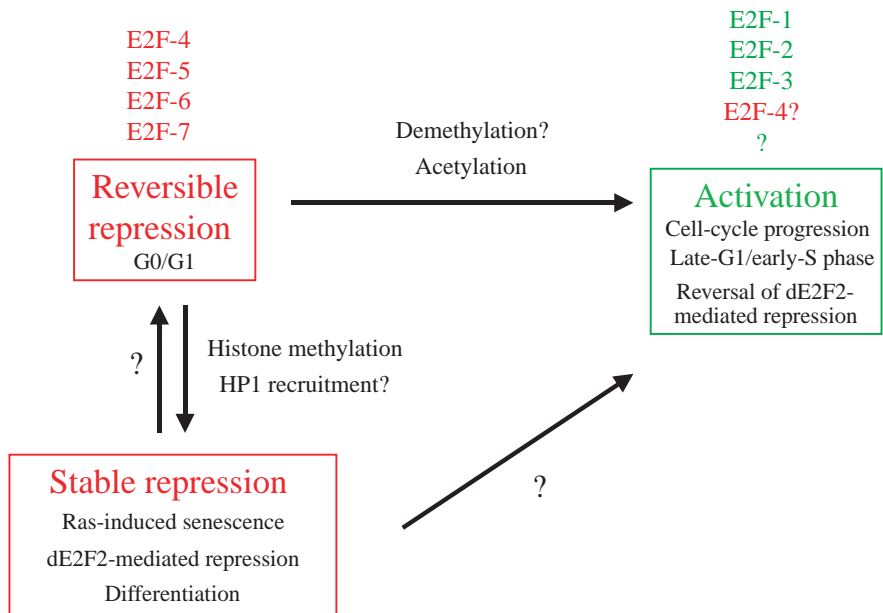 E2F-4
E2F-5
E2F-6
E2F-7
Reversible
repression
G0/G1
Demethylation?
Acetylation
E2F-1
E2F-2
E2F-3
E2F-4?
?
Activation
Cell-cycle progression
Late-G1/early-S phase
Reversal of dE2F2-
mediated repression
?
Histone methylation
HP1 recruitment?
Stable repression
Ras-induced senescence
dE2F2-mediated repression
Differentiation
?